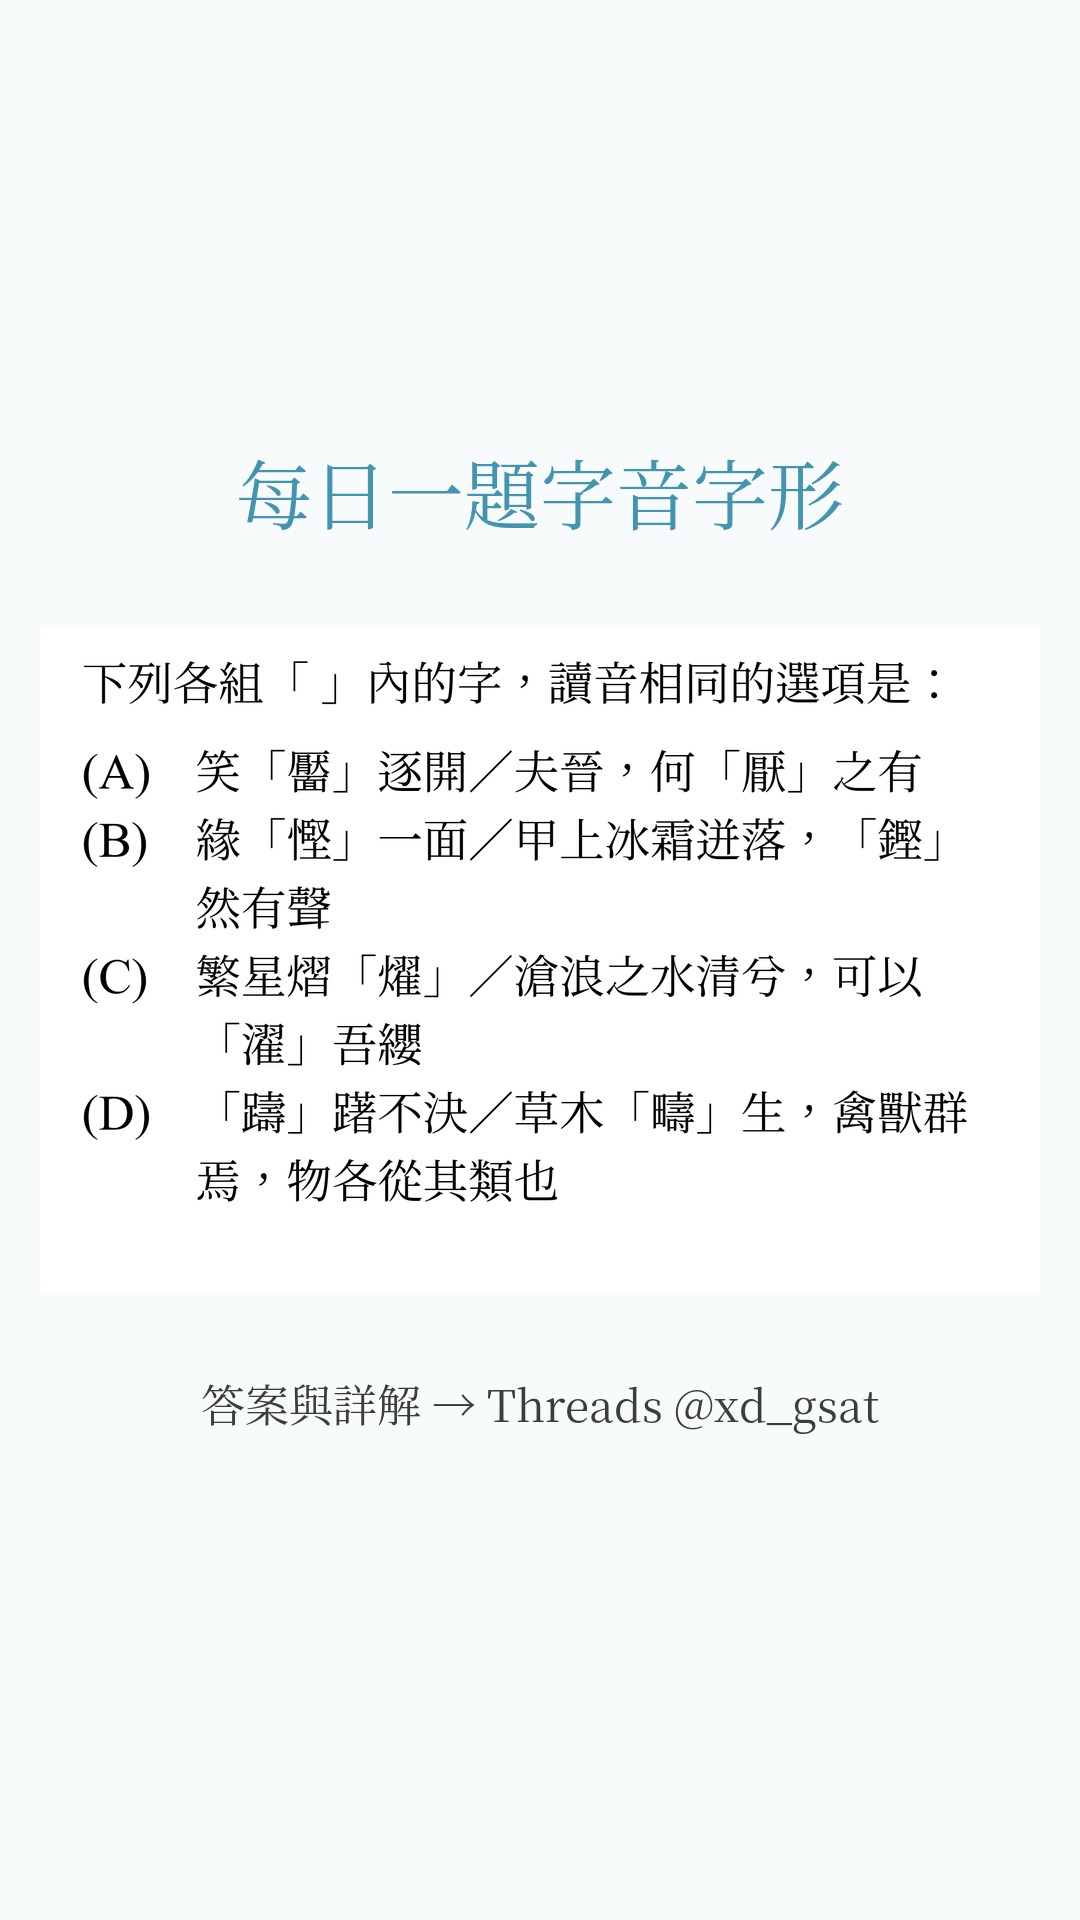 每日一題字音字形
下列各組「 」內的字，讀音相同的選項是：
(A) 笑「靨」逐開／夫晉，何「厭」之有
(B) 緣「慳」一面／甲上冰霜迸落，「鏗」
然有聲
(C) 繁星熠「燿」／滄浪之水清兮，可以
「濯」吾纓
(D) 「躊」躇不決／草木「疇」生，禽獸群
焉，物各從其類也
答案與詳解 → Threads @xd_gsat